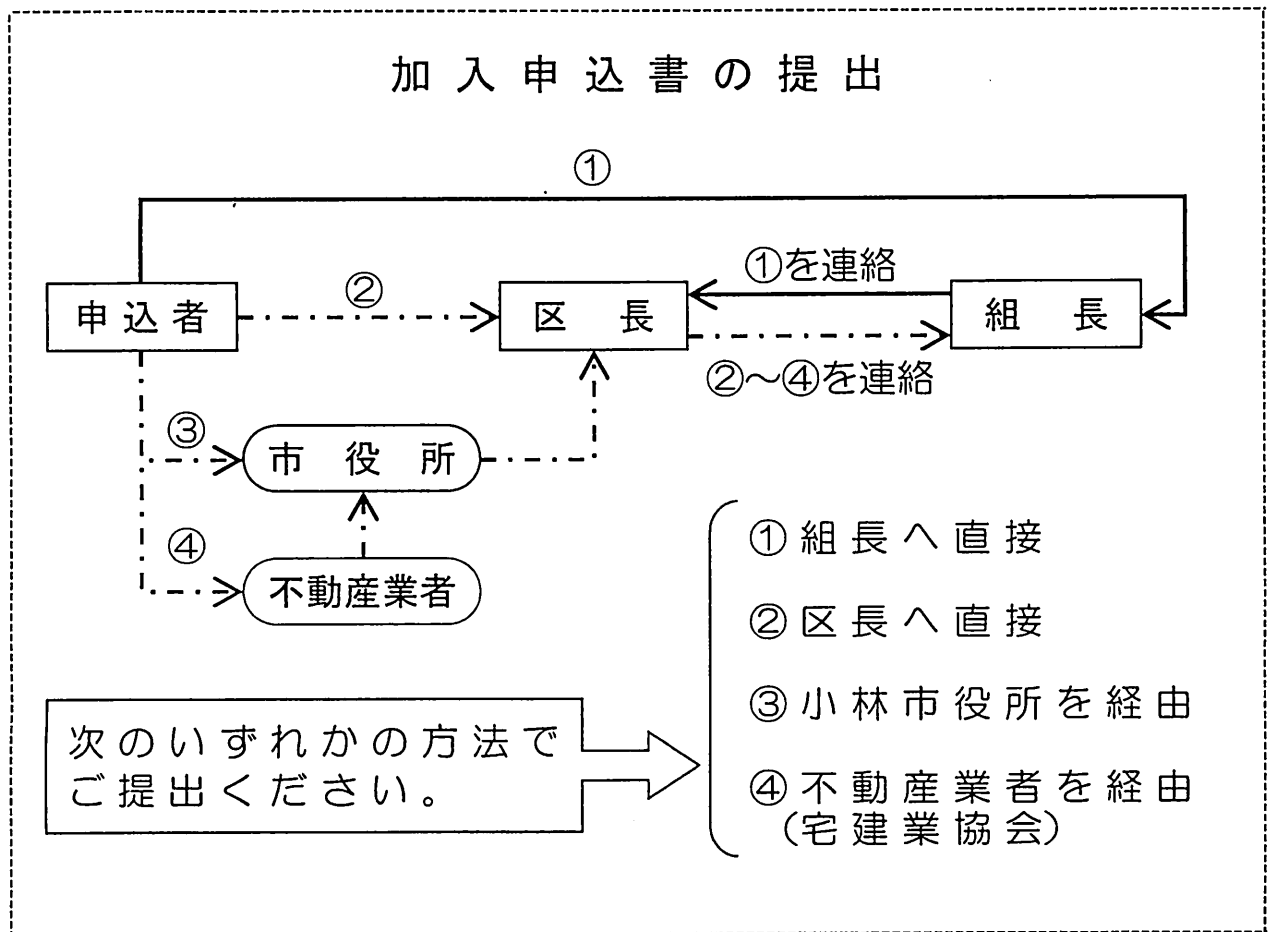 加入申込書の提出
①
①を連絡
②
申込者
区長
組長
②～④を連絡
③
市役所
④
不動産業者
①組長へ直接
②区長へ直接
③小林市役所を経由
④不動産業者を経由
（宅建業協会）
次のいずれかの方法で
ご提出ください。